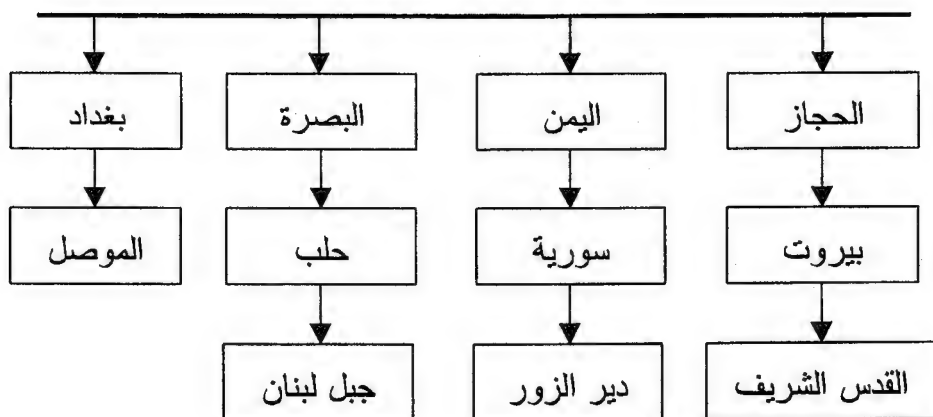 الحجاز
اليمن
البصرة
بغداد
بيروت
سورية
حلب
الموصل
القدس الشريف
دير الزور
جبل لبنان